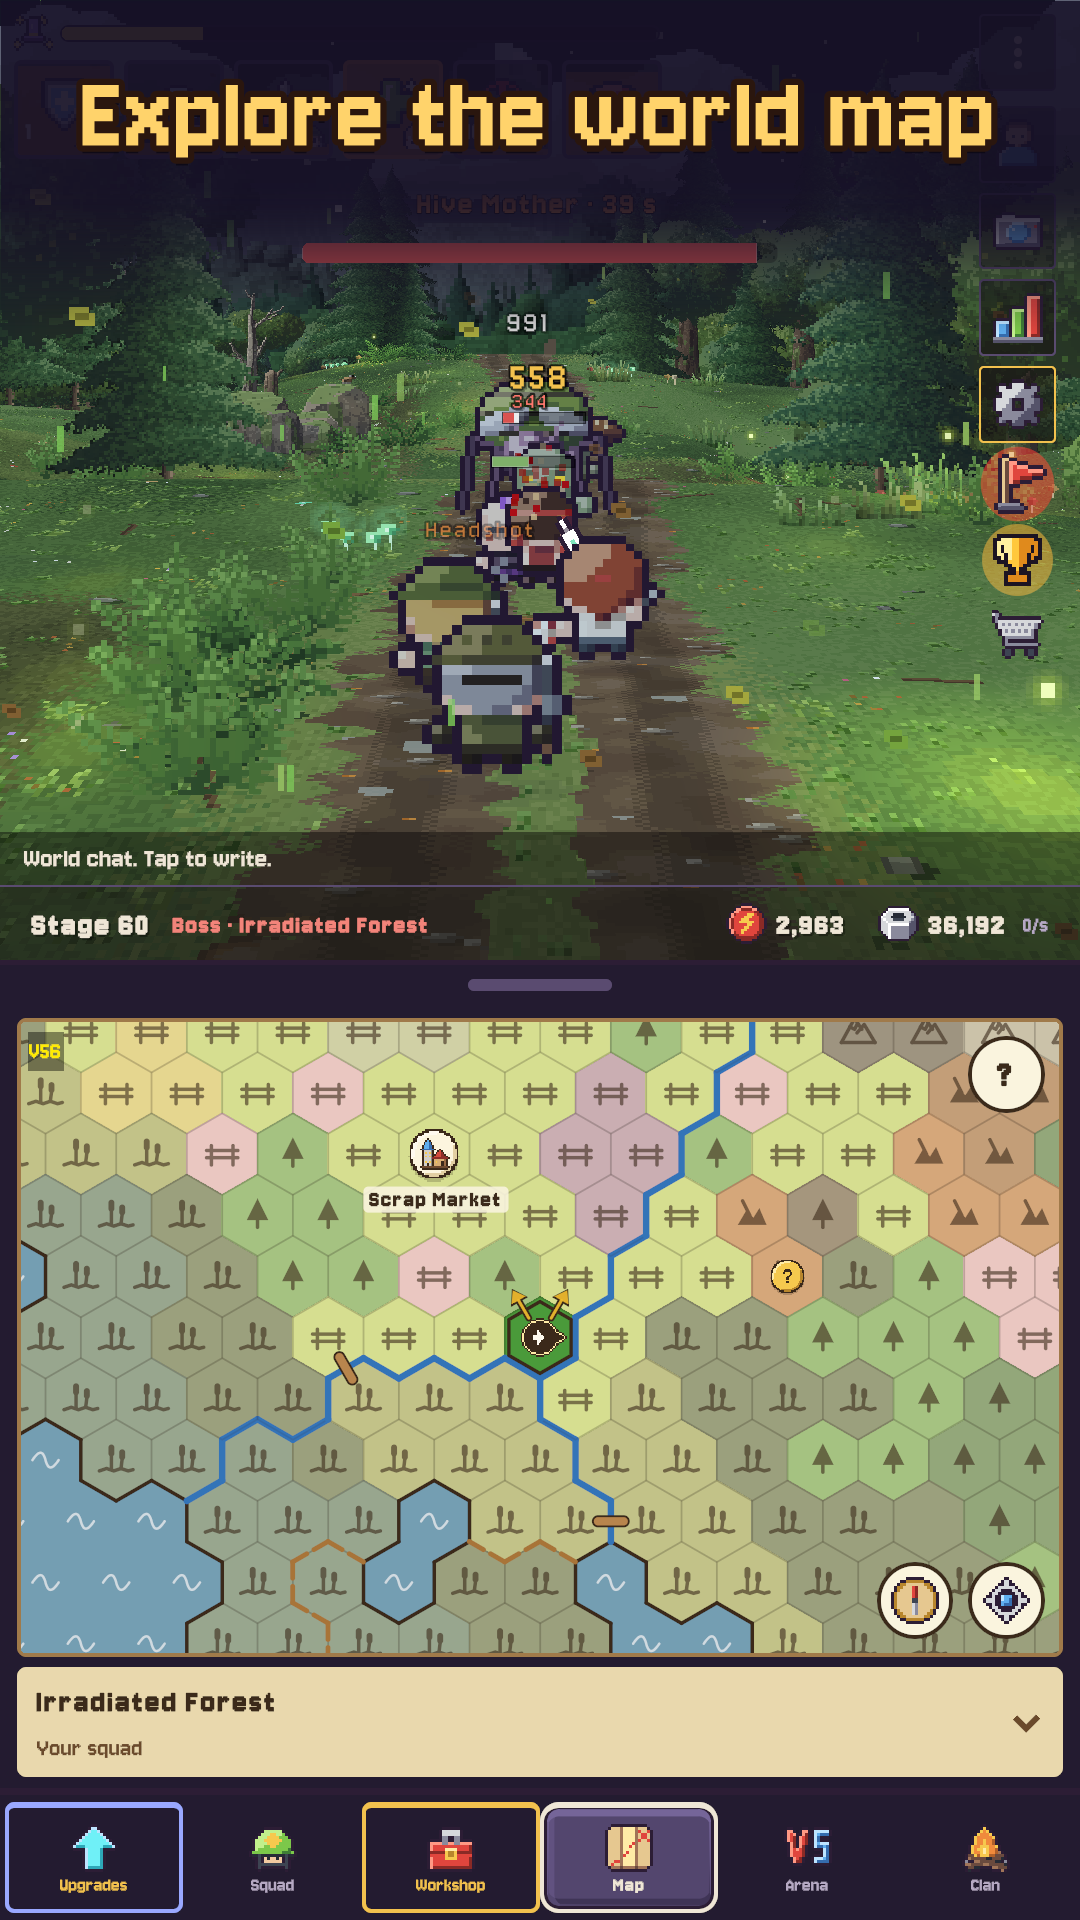 Explore the world map
Hive Mother · 39 s
991
558
344
Headshot
World chat. Tap to write.
Stage 60
Boss · Irradiated Forest
2,963
36,192
0/s
V56
?
Scrap Market
?
Irradiated Forest
Your squad
Upgrades
Squad
Workshop
Map
VS
Arena
Clan